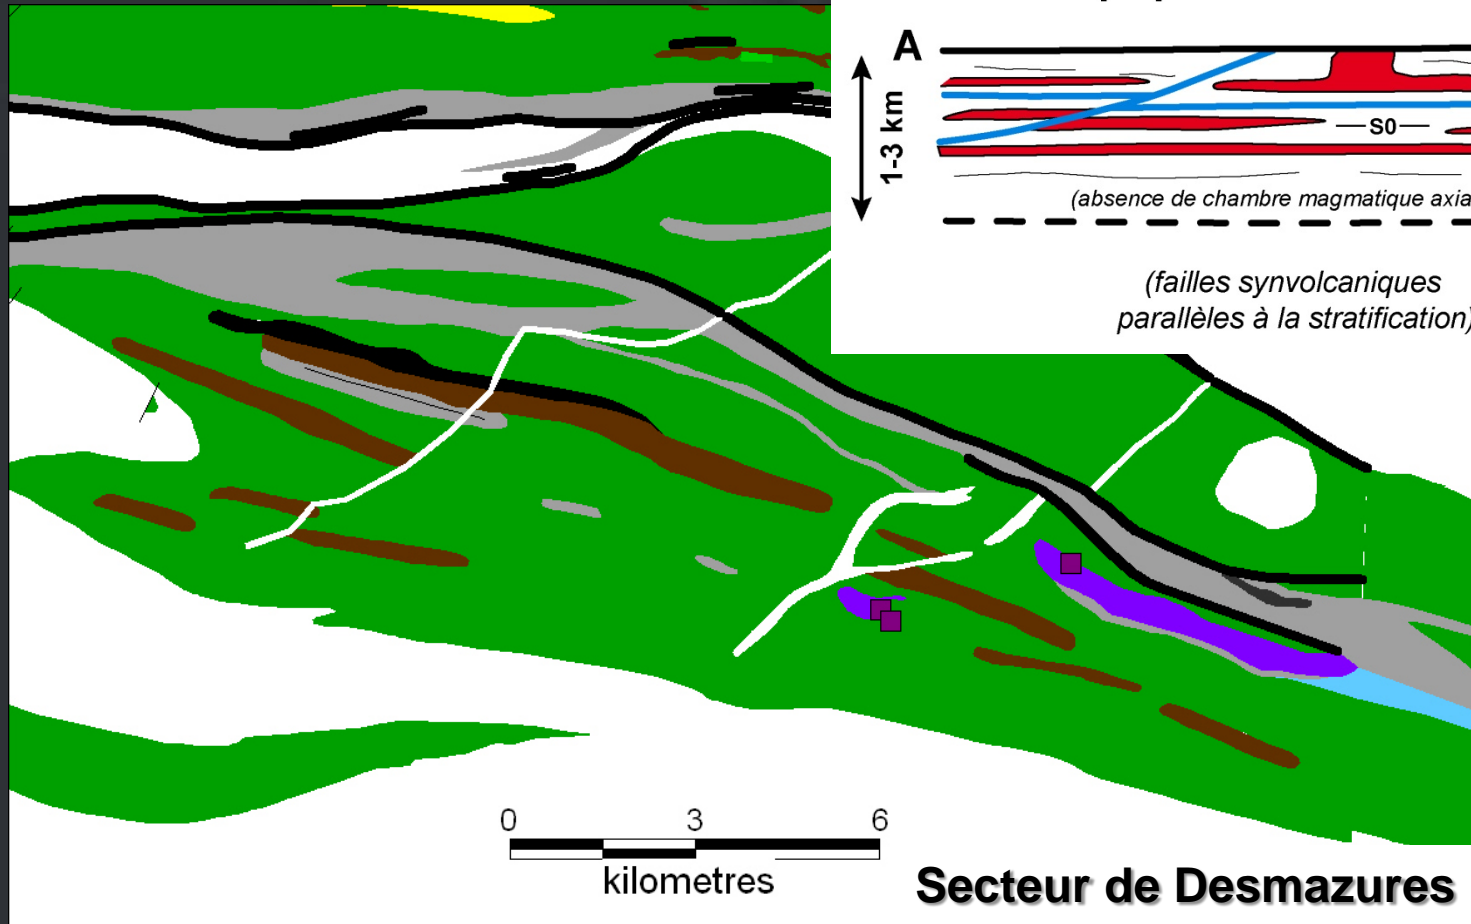 A
1-3 km
S0
(absence de chambre magmatique axia
(failles synvolcaniques
parallèles à la stratification)
0 3 6
kilometres
Secteur de Desmazures